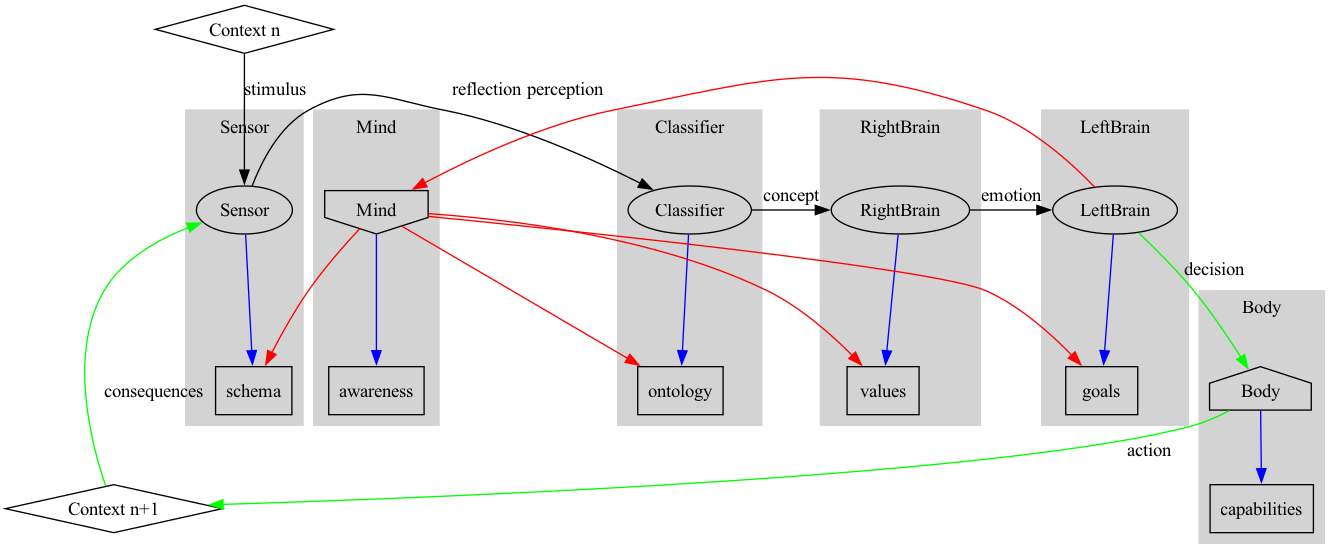 Context n
stimulus
reflection perception
Sensor
Mind
Classifier
RightBrain
LeftBrain
Sensor
Mind
Classifier
concept
RightBrain
emotion
LeftBrain
decision
Body
consequences
schema
awareness
ontology
values
goals
Body
action
Context n+1
capabilities